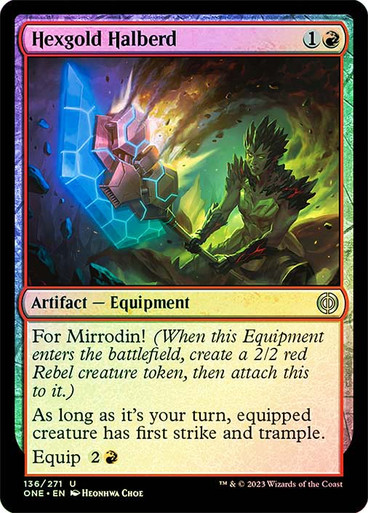 Hexgold Halberd 1
Artifact — Equipment
For Mirrodin! (When this Equipment
enters the battlefield, create a 2/2 red
Rebel creature token, then attach this
to it.)
As long as it's your turn, equipped
creature has first strike and trample.
Equip 2
136/271 U
ONE • EN Heonhwa Choe
™ & © 2023 Wizards of the Coast